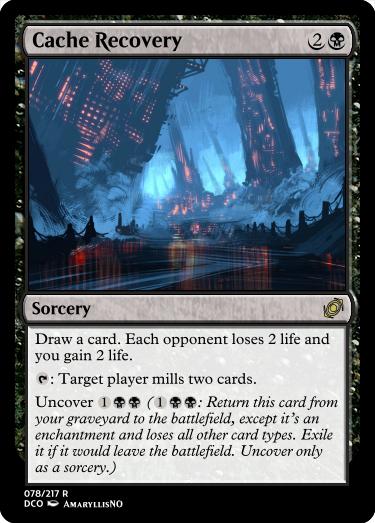 Cache Recovery 2
Sorcery
Draw a card. Each opponent loses 2 life and
you gain 2 life.
: Target player mills two cards.
Uncover 1 (1 : Return this card from
your graveyard to the battlefield, except it's an
enchantment and loses all other card types. Exile
it if it would leave the battlefield. Uncover only
as a sorcery.)
078/217 R
DCO AmaryllisNO